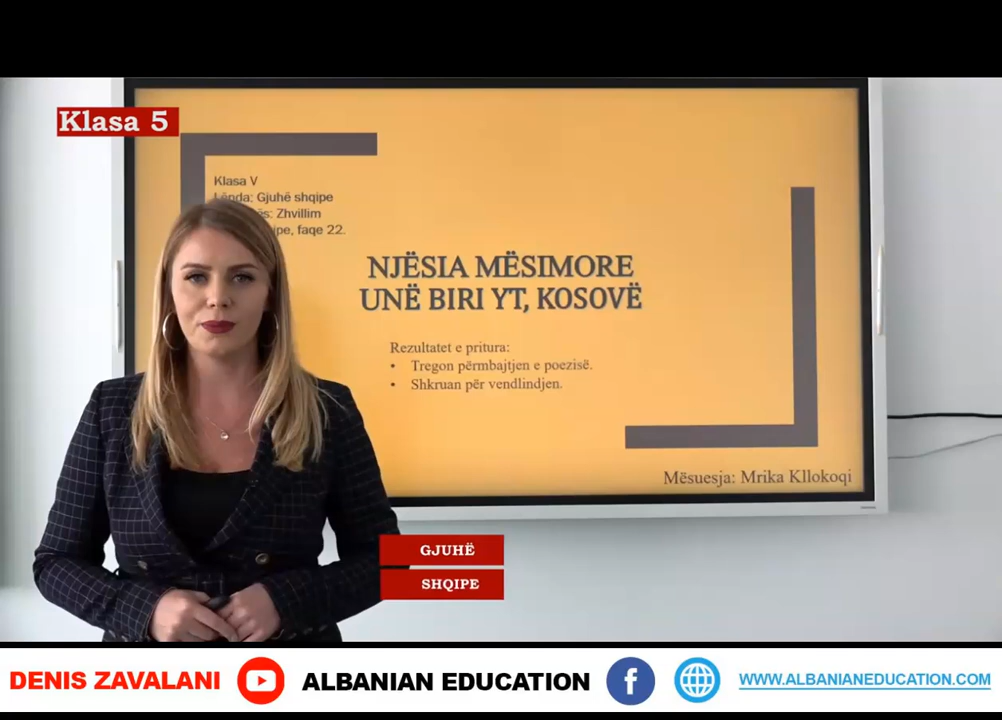 Klasa 5
Klasa V
Lënda: Gjuhë shqipe
Zhvillim
faqe 22.
NJËSIA MËSIMORE
UNË BIRI YT, KOSOVË
Rezultatet e pritura:
• Tregon përmbajtjen e poezisë.
• Shkruan për vendlindjen.
Mësuesja: Mrika Kllokoqi
GJUHË
SHQIPE
DENIS ZAVALANI ALBANIAN EDUCATION WWW.ALBANIANEDUCATION.COM